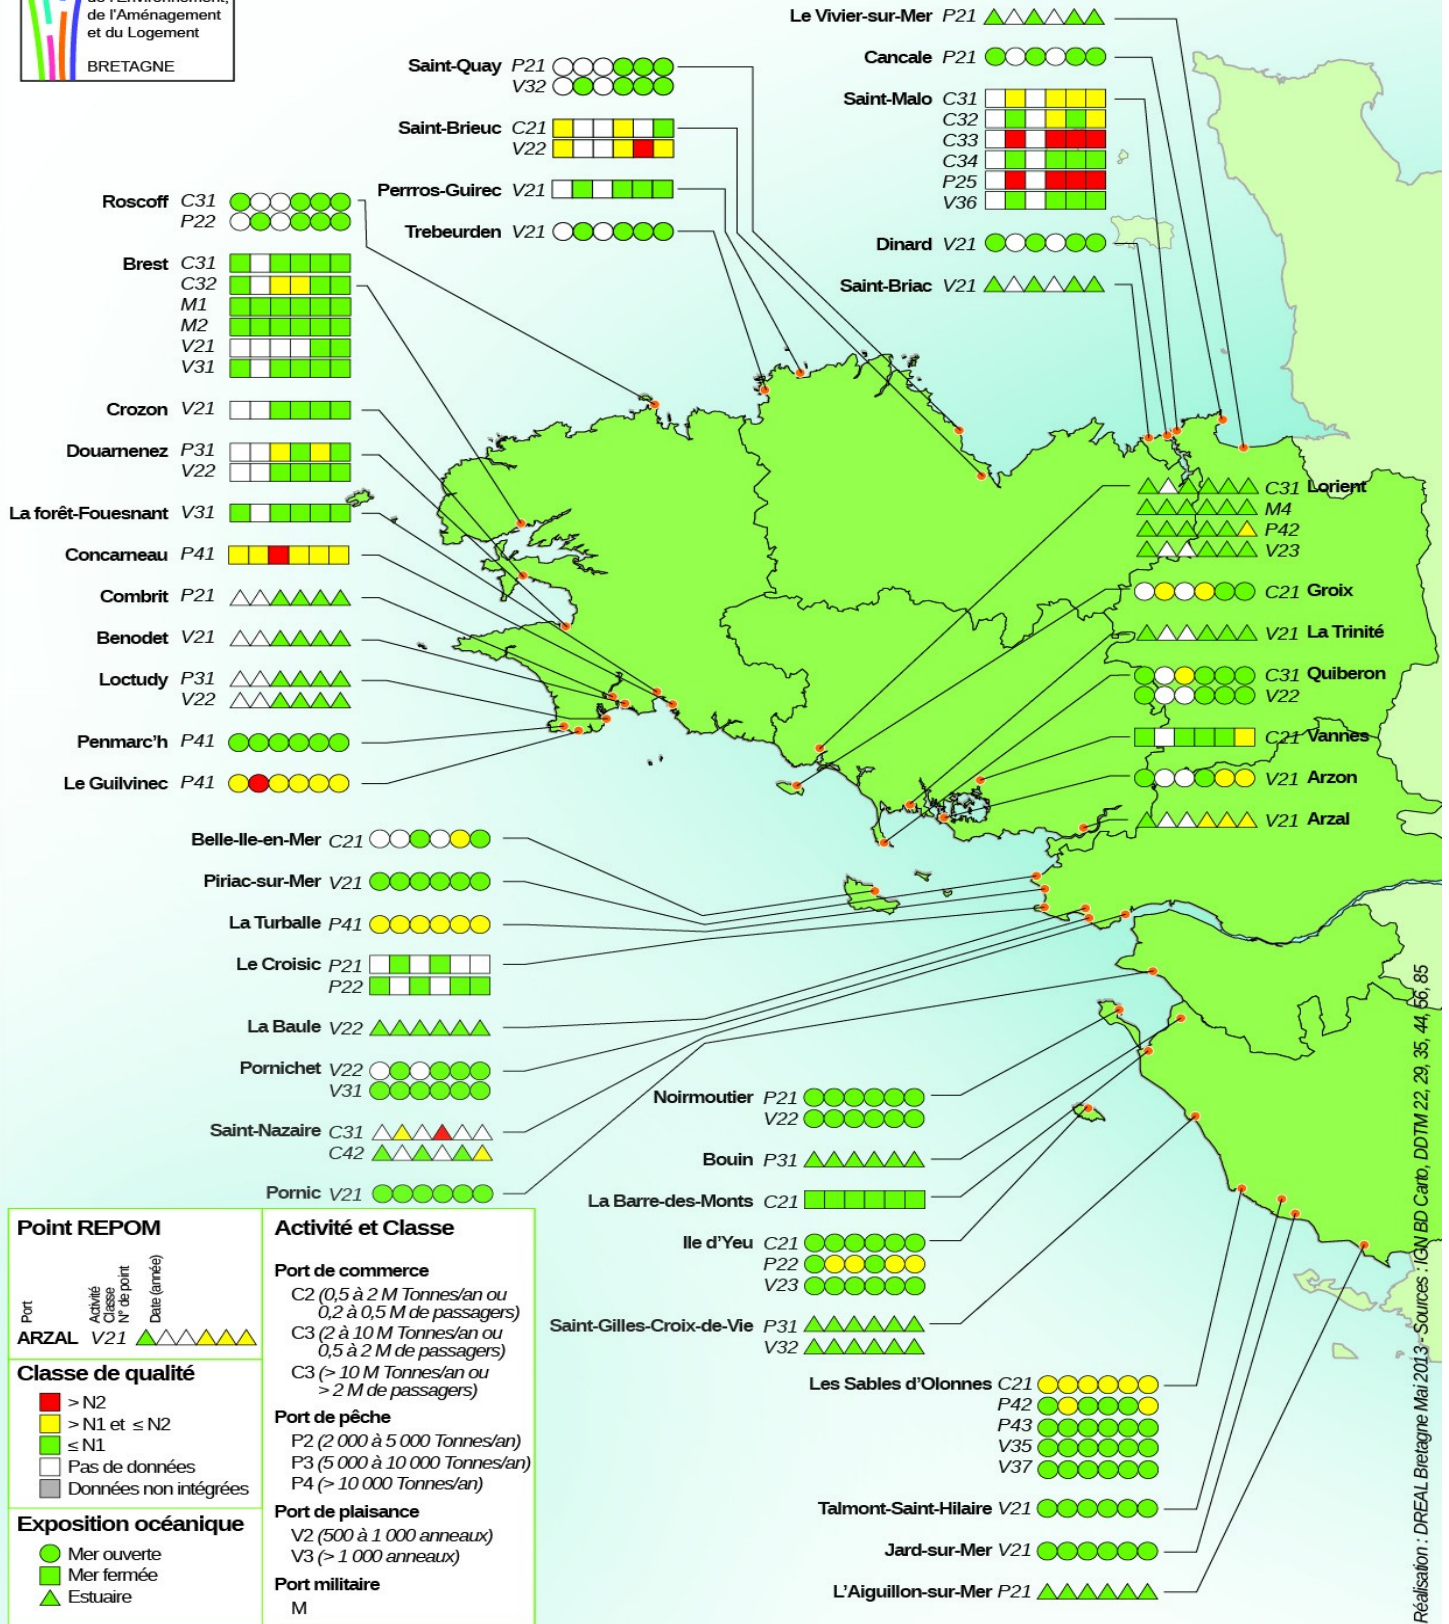 de l'Environnement,
de l'Aménagement
et du Logement
BRETAGNE
Le Vivier-sur-Mer P21
Cancale P21
Saint-Malo C31
C32
C33
C34
P25
V36
Dinard V21
Saint-Briac V21
Saint-Quay P21
V32
Saint-Brieuc C21
V22
Perrros-Guirec V21
Trebeurden V21
Roscoff C31
P22
Brest C31
C32
M1
M2
V21
V31
Crozon V21
Douarnenez P31
V22
La forêt-Fouesnant V31
Concarneau P41
Combrit P21
Benodet V21
Loctudy P31
V22
Penmarc'h P41
Le Guilvinec P41
C31 Lorient
M4
P42
V23
C21 Groix
V21 La Trinité
C31 Quiberon
V22
C21 Vannes
V21 Arzon
V21 Arzal
Belle-Ile-en-Mer C21
Piriac-sur-Mer V21
La Turballe P41
Le Croisic P21
P22
La Baule V22
Pornichet V22
V31
Saint-Nazaire C31
C42
Pornic V21
Noirmoutier P21
V22
Bouin P31
La Barre-des-Monts C21
Ile d'Yeu C21
P22
V23
Saint-Gilles-Croix-de-Vie P31
V32
Les Sables d'Olonnes C21
P42
P43
V35
V37
Talmont-Saint-Hilaire V21
Jard-sur-Mer V21
L'Aiguillon-sur-Mer P21
Point REPOM
Port
Activité
Classe
N° de point
Date (année)
ARZAL V21
Classe de qualité
> N2
> N1 et ≤ N2
≤ N1
Pas de données
Données non intégrées
Exposition océanique
Mer ouverte
Mer fermée
Estuaire
Activité et Classe
Port de commerce
C2 (0,5 à 2 M Tonnes/an ou
0,2 à 0,5 M de passagers)
C3 (2 à 10 M Tonnes/an ou
0,5 à 2 M de passagers)
C3 (> 10 M Tonnes/an ou
> 2 M de passagers)
Port de pêche
P2 (2 000 à 5 000 Tonnes/an)
P3 (5 000 à 10 000 Tonnes/an)
P4 (> 10 000 Tonnes/an)
Port de plaisance
V2 (500 à 1 000 anneaux)
V3 (> 1 000 anneaux)
Port militaire
M
Réalisation : DREAL Bretagne Mai 2013 - Sources : IGN BD Carto, DDTM 22, 29, 35, 44, 56, 85